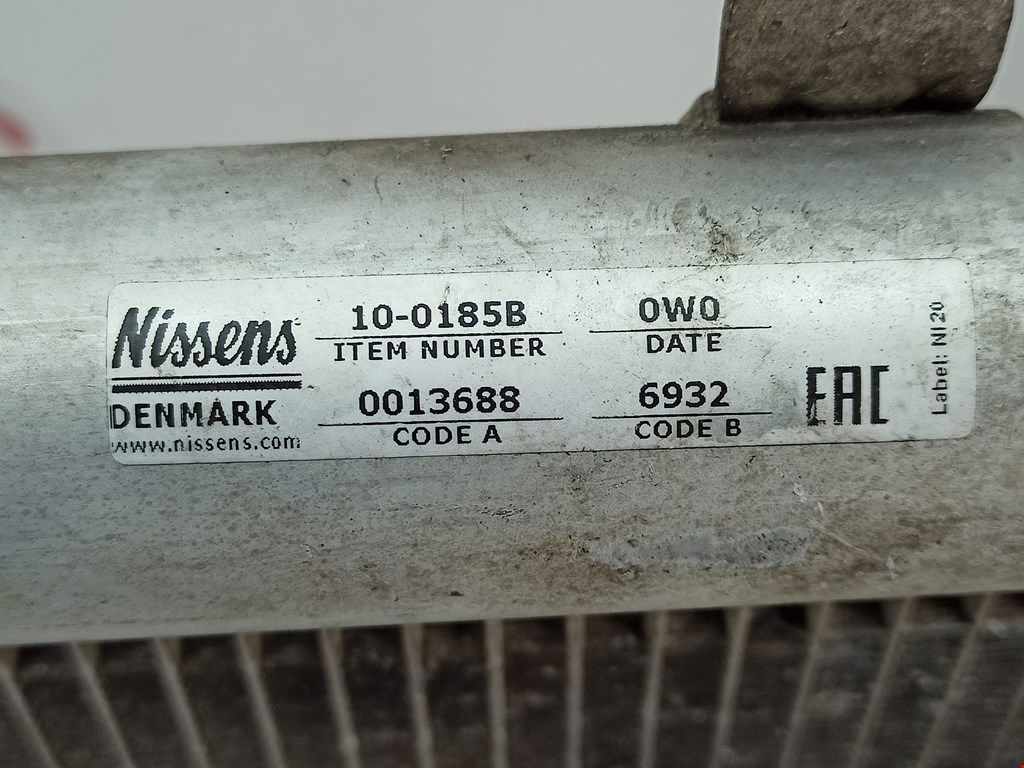 Nissens
DENMARK
www.nissens.com
10-0185B
ITEM NUMBER
0013688
CODE A
0W0
DATE
6932
CODE B
EAC
Label: NI 20